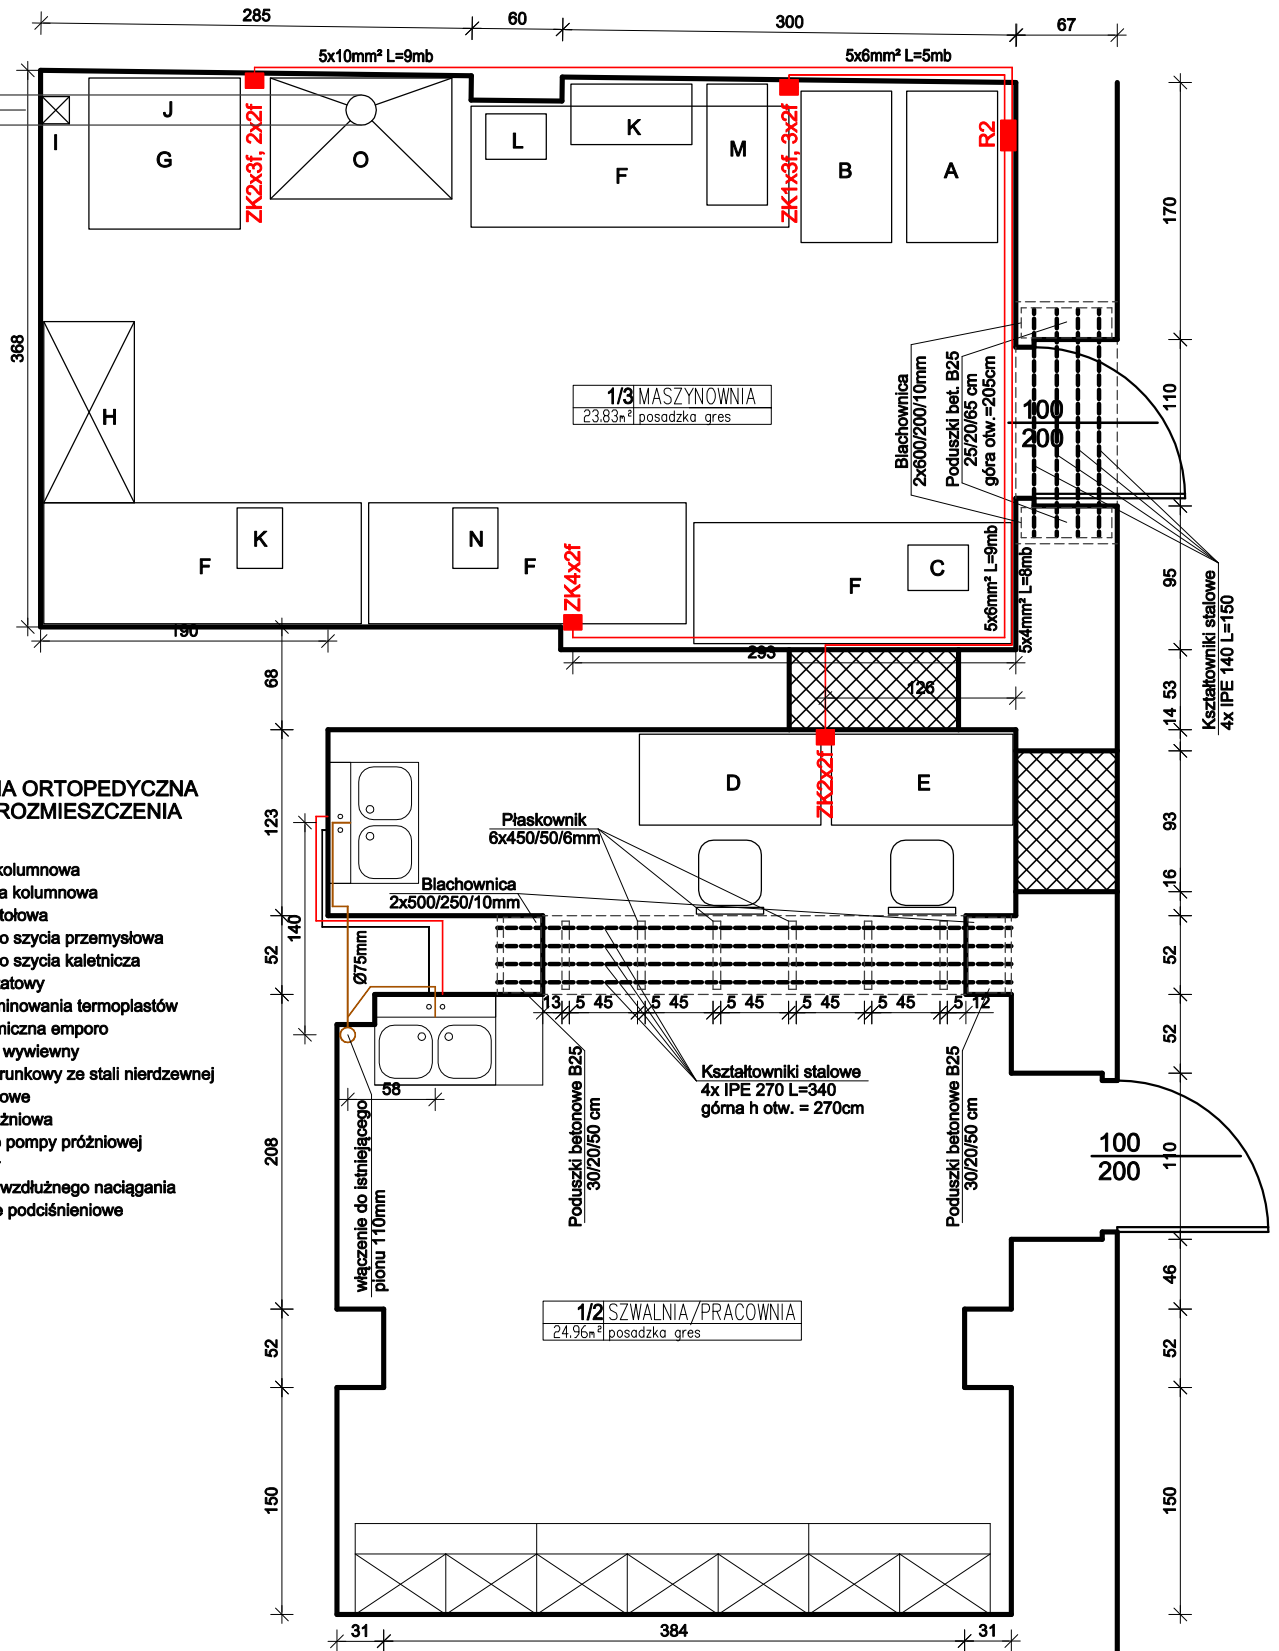 285
60
300
67
5x10mm² L=9mb
5x6mm² L=5mb
J
G
I
ZK2x3f, 2x2f
O
L
K
F
M
ZK1x3f, 3x2f
B
A
R2
170
368
H
1/3 MASZYNOWNIA
23.83m² posadzka gres
Blachownica
2x600/200/10mm
Poduszki bet. B25
25/20/65 cm
góra otw.=205cm
100
200
110
K
F
N
F
ZK4x2f
F
C
5x6mm² L=9mb
5x4mm² L=8mb
95
Kształtowniki stalowe
4x IPE 140 L=150
190
293
126
68
53
14
IA ORTOPEDYCZNA
ROZMIESZCZENIA
kolumnowa
a kolumnowa
tołowa
o szycia przemysłowa
o szycia kaletnicza
tatowy
minowania termoplastów
miczna emporo
wywiewny
runkowy ze stali nierdzewnej
owe
żniowa
pompy próżniowej
wzdłużnego naciągania
e podciśnieniowe
D
ZK2x2f
E
123
93
16
Płaskownik
6x450/50/6mm
Blachownica
2x500/250/10mm
140
52
Ø75mm
52
13 5 45 5 45 5 45 5 45 5 45 5 12
52
Kształtowniki stalowe
4x IPE 270 L=340
górna h otw. = 270cm
Poduszki betonowe B25
30/20/50 cm
Poduszki betonowe B25
30/20/50 cm
58
włączenie do istniejącego
pionu 110mm
208
100
200
110
46
1/2 SZWALNIA/PRACOWNIA
24.96m² posadzka gres
52
52
150
150
31
384
31